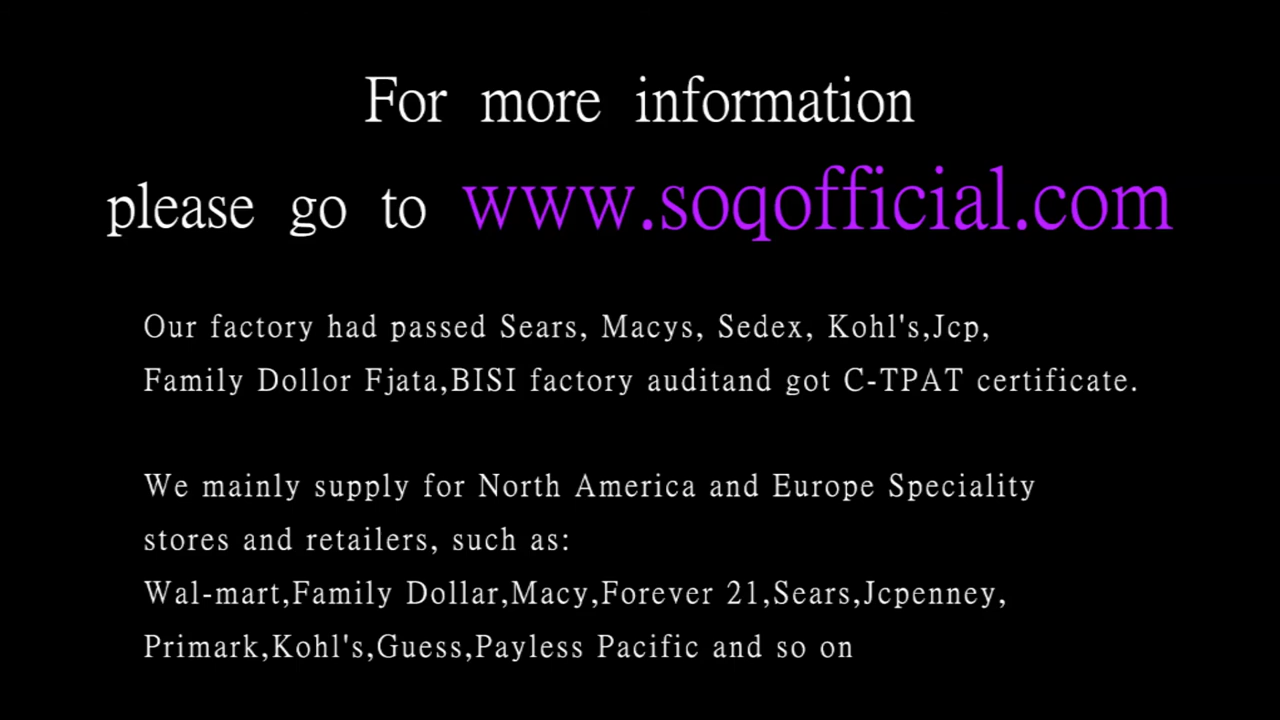 For more information
please go to www.soqofficial.com
Our factory had passed Sears, Macys, Sedex, Kohl's,Jcp,
Family Dollor Fjata,BISI factory auditand got C-TPAT certificate.
We mainly supply for North America and Europe Speciality
stores and retailers, such as:
Wal-mart,Family Dollar,Macy,Forever 21,Sears,Jcpenney,
Primark,Kohl's,Guess,Payless Pacific and so on